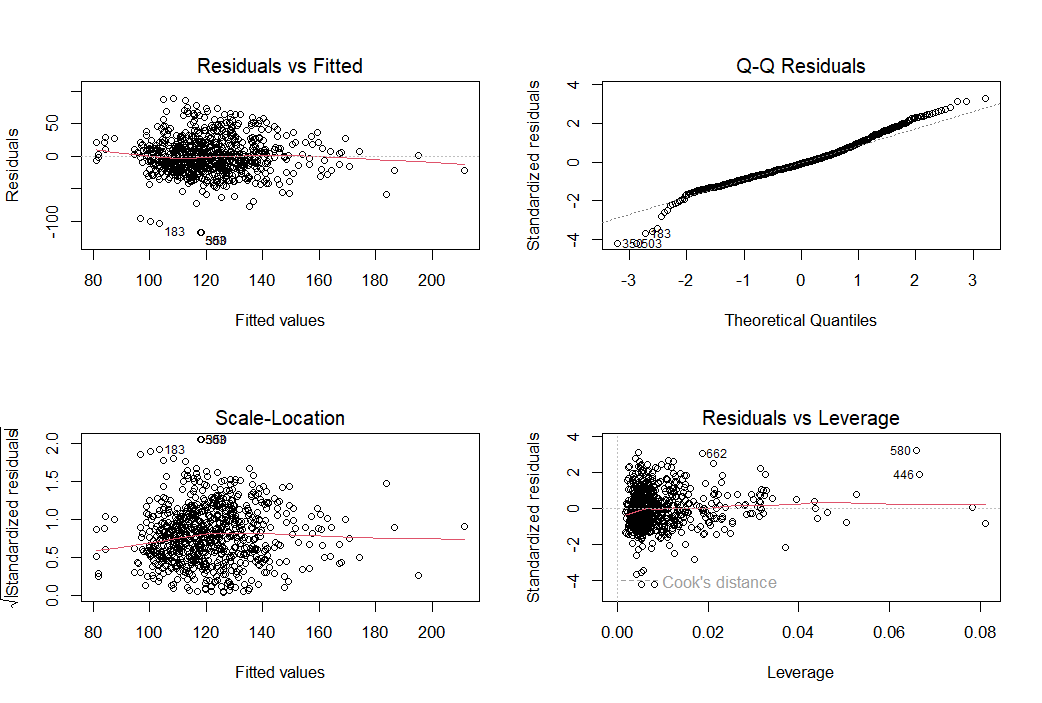 Residuals vs Fitted
Residuals
50
0
-100
183
80 100 120 140 160 180 200
Fitted values
Q-Q Residuals
Standardized residuals
4
2
0
-2
-4
350 503 183
-3 -2 -1 0 1 2 3
Theoretical Quantiles
Scale-Location
√|Standardized residuals|
2.0
1.5
1.0
0.5
0.0
183
80 100 120 140 160 180 200
Fitted values
Residuals vs Leverage
Standardized residuals
4
2
0
-2
-4
662
580
446
Cook's distance
0.00 0.02 0.04 0.06 0.08
Leverage